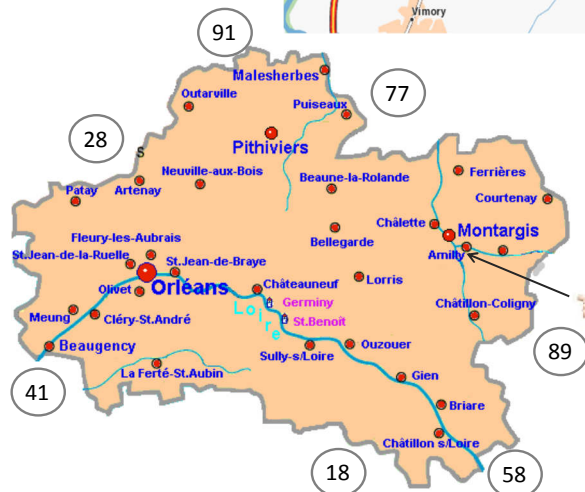 Vimory
91
Malesherbes
77
Outarville
Puiseaux
28
Pithiviers
S
Artenay
Neuville-aux-Bois
Beaune-la-Rolande
Ferrières
Courtenay
Patay
Châlette
Montargis
Fleury-les-Aubrais
Bellegarde
Amilly
St.Jean-de-la-Ruelle
St.Jean-de-Braye
Châteauneuf
Lorris
Olivet
Orléans
Germiny
Châtillon-Coligny
Meung
Cléry-St.André
Loire
St.Benoît
Beaugency
Sully-s/Loire
Ouzouer
89
41
La Ferté-St.Aubin
Gien
Briare
Châtillon s/Loire
18
58